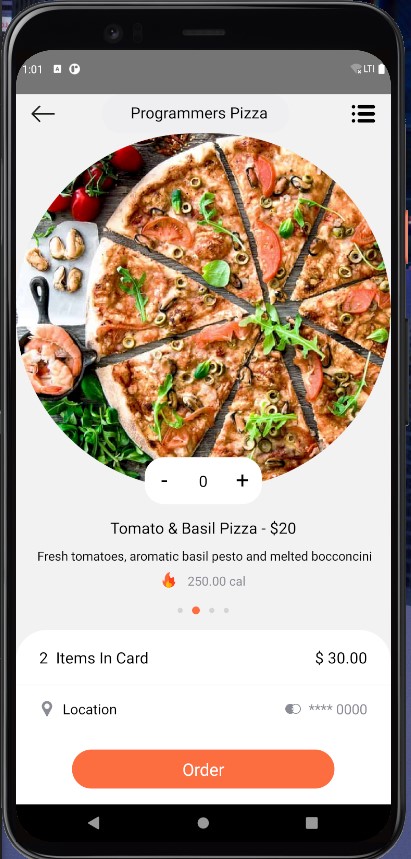 1:01
LTE
Programmers Pizza
- 0 +
Tomato & Basil Pizza - $20
Fresh tomatoes, aromatic basil pesto and melted bocconcini
250.00 cal
2 Items In Card
$ 30.00
Location
**** 0000
Order